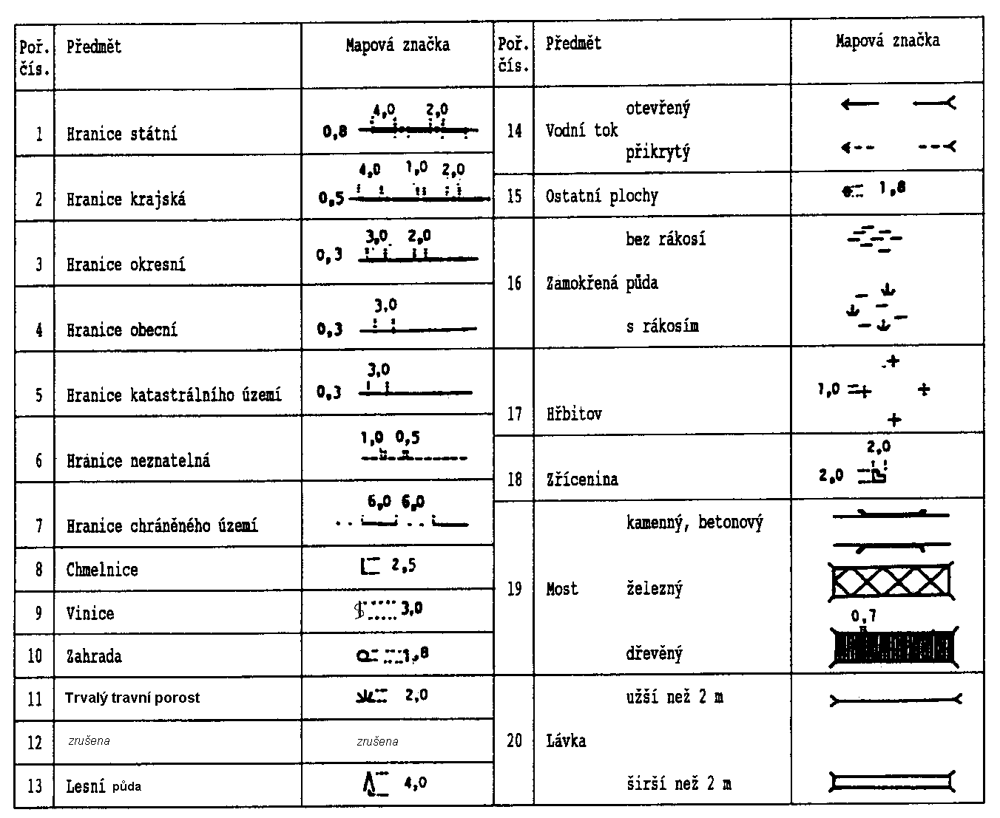 Poř. čís. Předmět Mapová značka
1 Hranice státní 0,8 4,0 2,0
2 Hranice krajská 0,5 4,0 1,0 2,0
3 Hranice okresní 0,3 3,0 2,0
4 Hranice obecní 0,3 3,0
5 Hranice katastrálního území 0,3 3,0
6 Hranice neznatelná 1,0 0,5
7 Hranice chráněného území 6,0 6,0
8 Chmelnice 2,5
9 Vinice 3,0
10 Zahrada 1,8
11 Trvalý travní porost 2,0
12 zrušena zrušena
13 Lesní půda 4,0
Poř. čís. Předmět Mapová značka
otevřený
14 Vodní tok
přikrytý
15 Ostatní plochy 1,8
bez rákosí
16 Zamokřená půda
s rákosím
1,0
17 Hřbitov
2,0
18 Zřícenina 2,0
kamenný, betonový
19 Most železný
0,7
dřevěný
užší než 2 m
20 Lávka
širší než 2 m